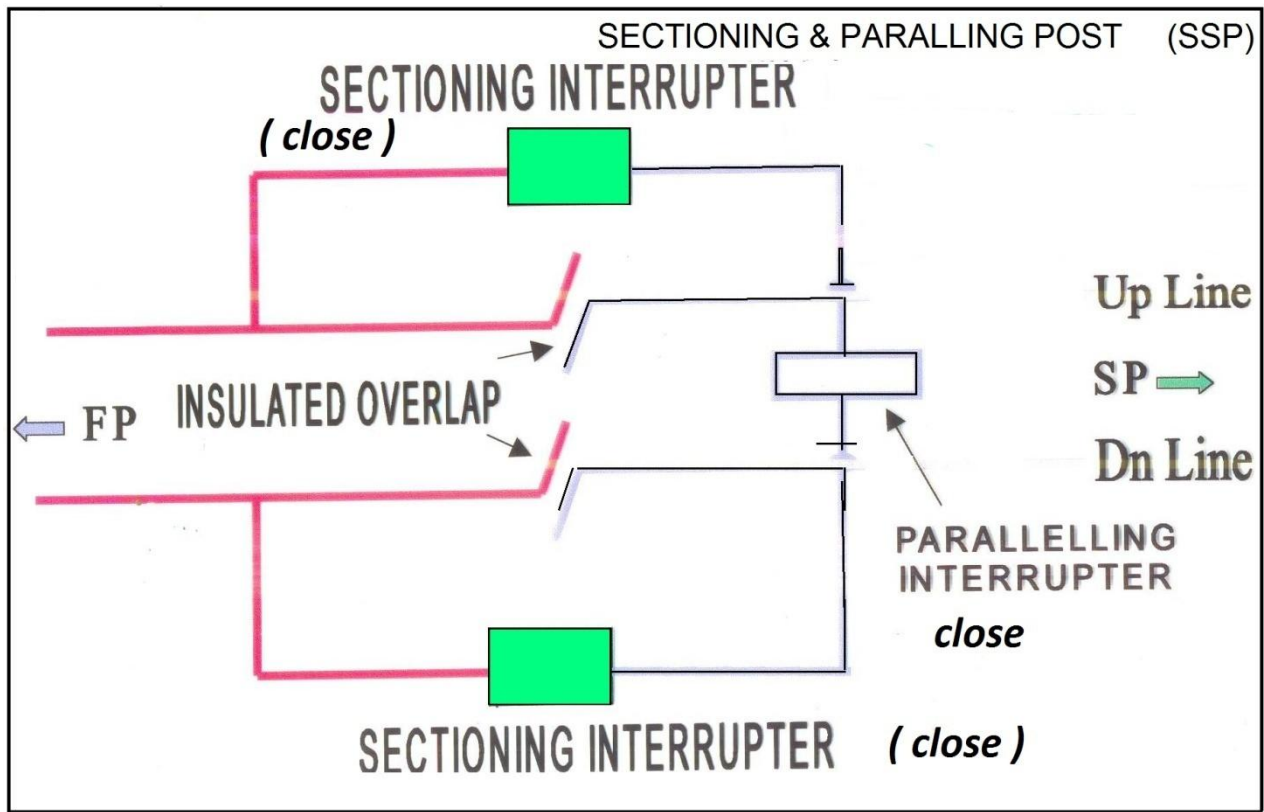 SECTIONING & PARALLING POST (SSP)
SECTIONING INTERRUPTER
( close )
Up Line
INSULATED OVERLAP
SP
FP
Dn Line
PARALLELLING
INTERRUPTER
close
SECTIONING INTERRUPTER ( close )